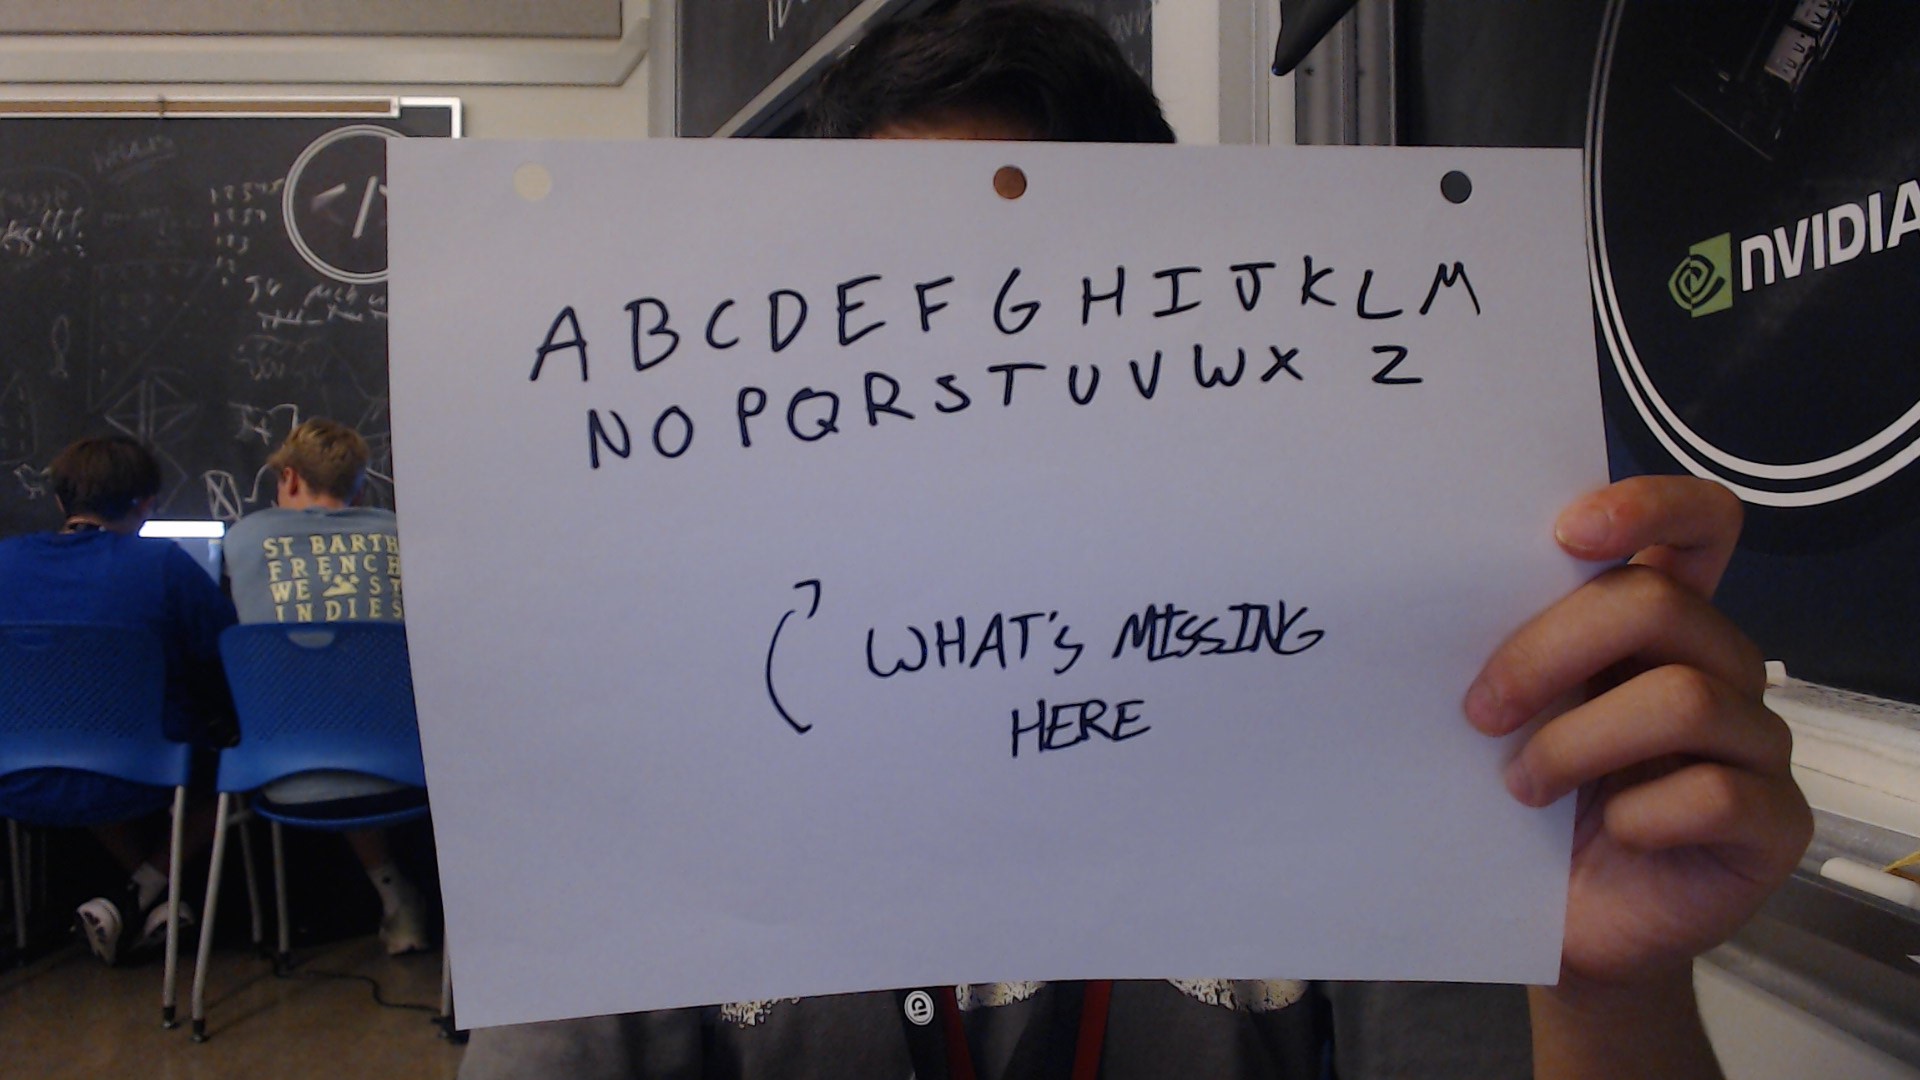 A B C D E F G H I J K L M
N O P Q R S T U V W X Z
WHAT'S MISSING
HERE
ST BARTH
FRENCH
WE ST
INDIES
</>
NVIDIA